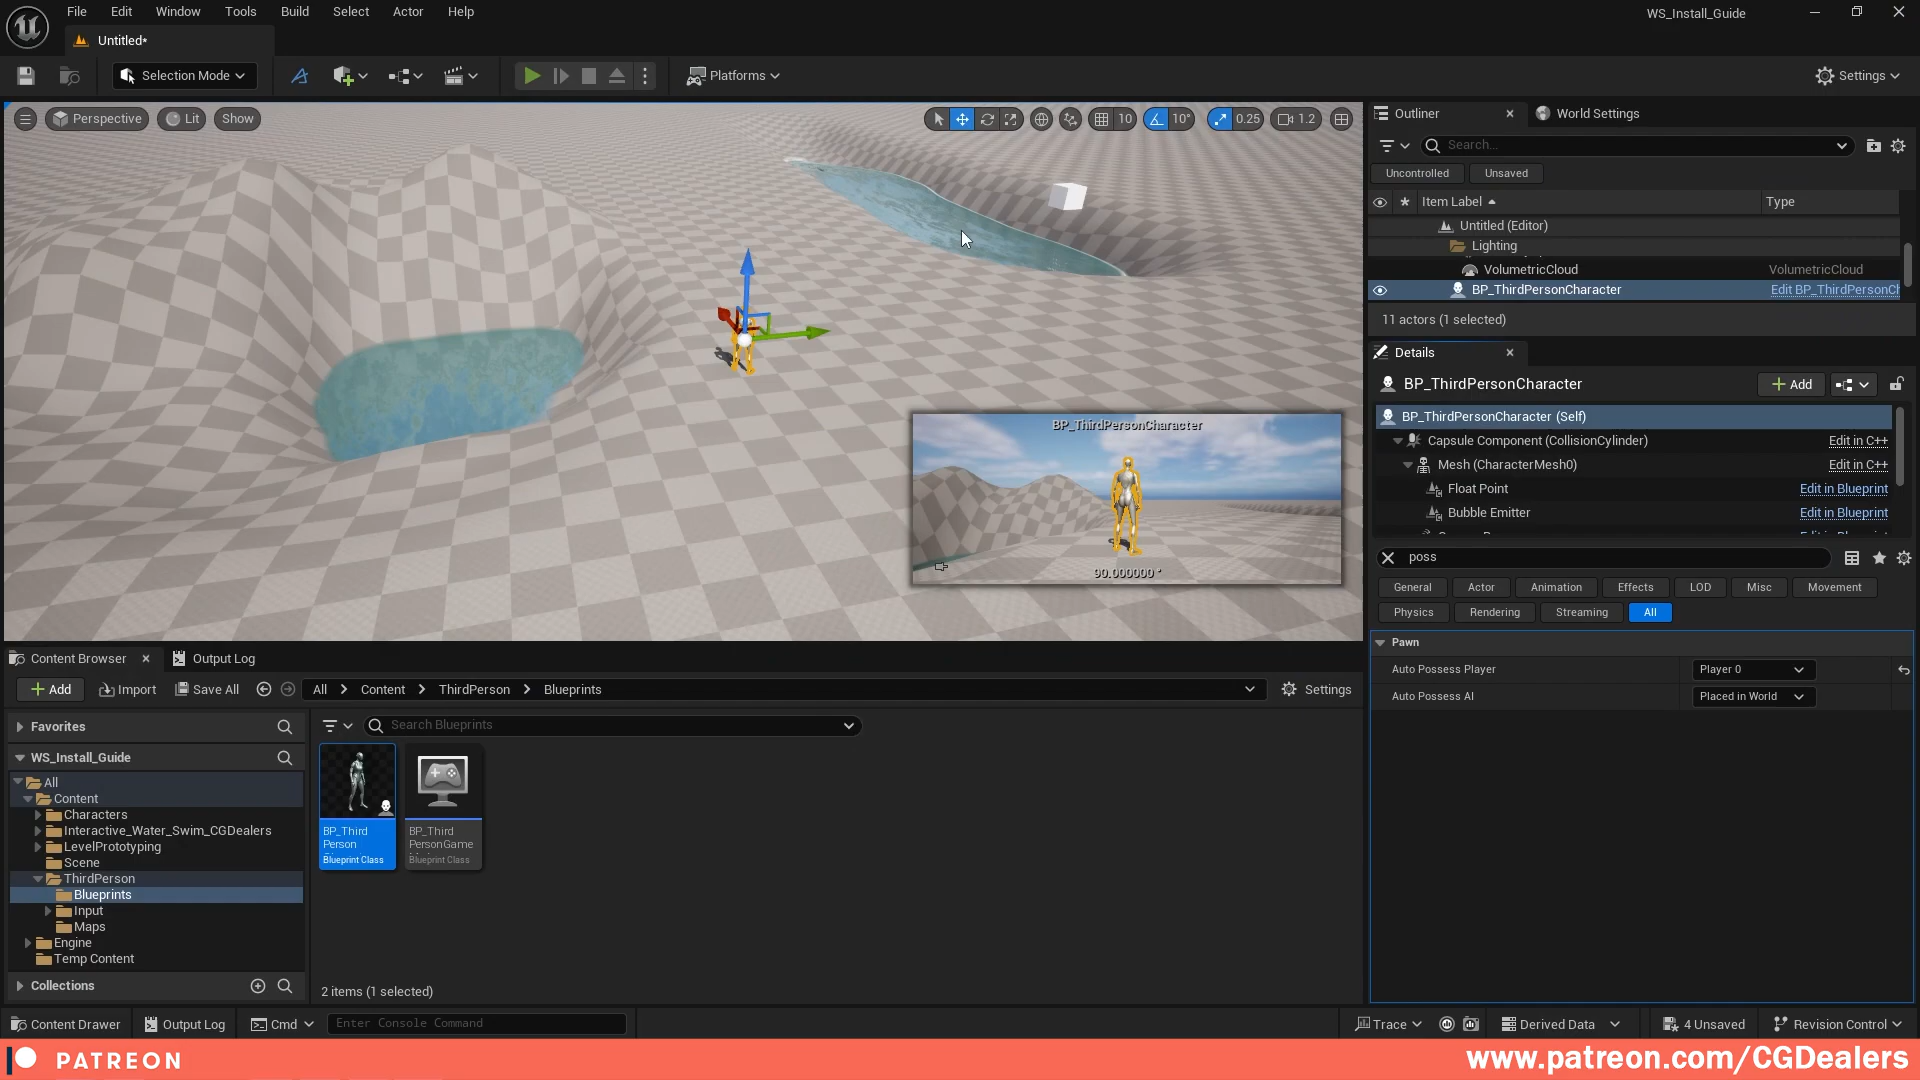 File Edit Window Tools Build Select Actor Help
WS_Install_Guide
Untitled*
Selection Mode
Platforms
Settings
Perspective Lit Show
10 10° 0.25 1.2
BP_ThirdPersonCharacter
90.000000 °
Outliner
World Settings
Search...
Uncontrolled Unsaved
Item Label Type
Untitled (Editor)
Lighting
VolumetricCloud VolumetricCloud
BP_ThirdPersonCharacter Edit BP_ThirdPersonCh
11 actors (1 selected)
Details
BP_ThirdPersonCharacter
Add
BP_ThirdPersonCharacter (Self)
Capsule Component (CollisionCylinder) Edit in C++
Mesh (CharacterMesh0) Edit in C++
Float Point Edit in Blueprint
Bubble Emitter Edit in Blueprint
poss
General Actor Animation Effects LOD Misc Movement
Physics Rendering Streaming All
Pawn
Auto Possess Player Player 0
Auto Possess AI Placed in World
Content Browser
Output Log
Add Import Save All All Content ThirdPerson Blueprints Settings
Favorites
Search Blueprints
WS_Install_Guide
All
Content
Characters
Interactive_Water_Swim_CGDealers
LevelPrototyping
Scene
ThirdPerson
Blueprints
Input
Maps
Engine
Temp Content
Collections
BP_Third
Person
Blueprint Class
BP_Third
PersonGame
Blueprint Class
2 items (1 selected)
Content Drawer Output Log Cmd Enter Console Command Trace Derived Data 4 Unsaved Revision Control
PATREON
www.patreon.com/CGDealers